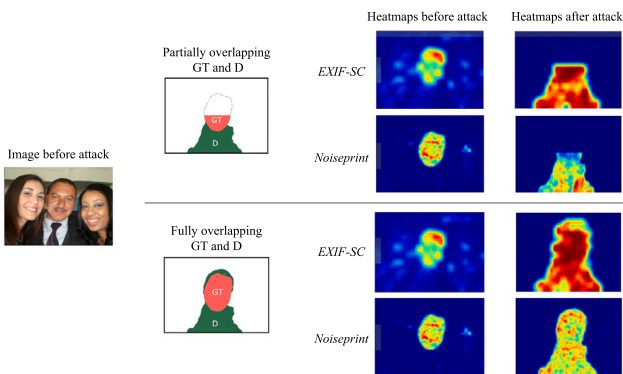 Heatmaps before attack
Heatmaps after attack
Partially overlapping
GT and D
EXIF-SC
GT
D
Noiseprint
Image before attack
Fully overlapping
GT and D
EXIF-SC
GT
D
Noiseprint